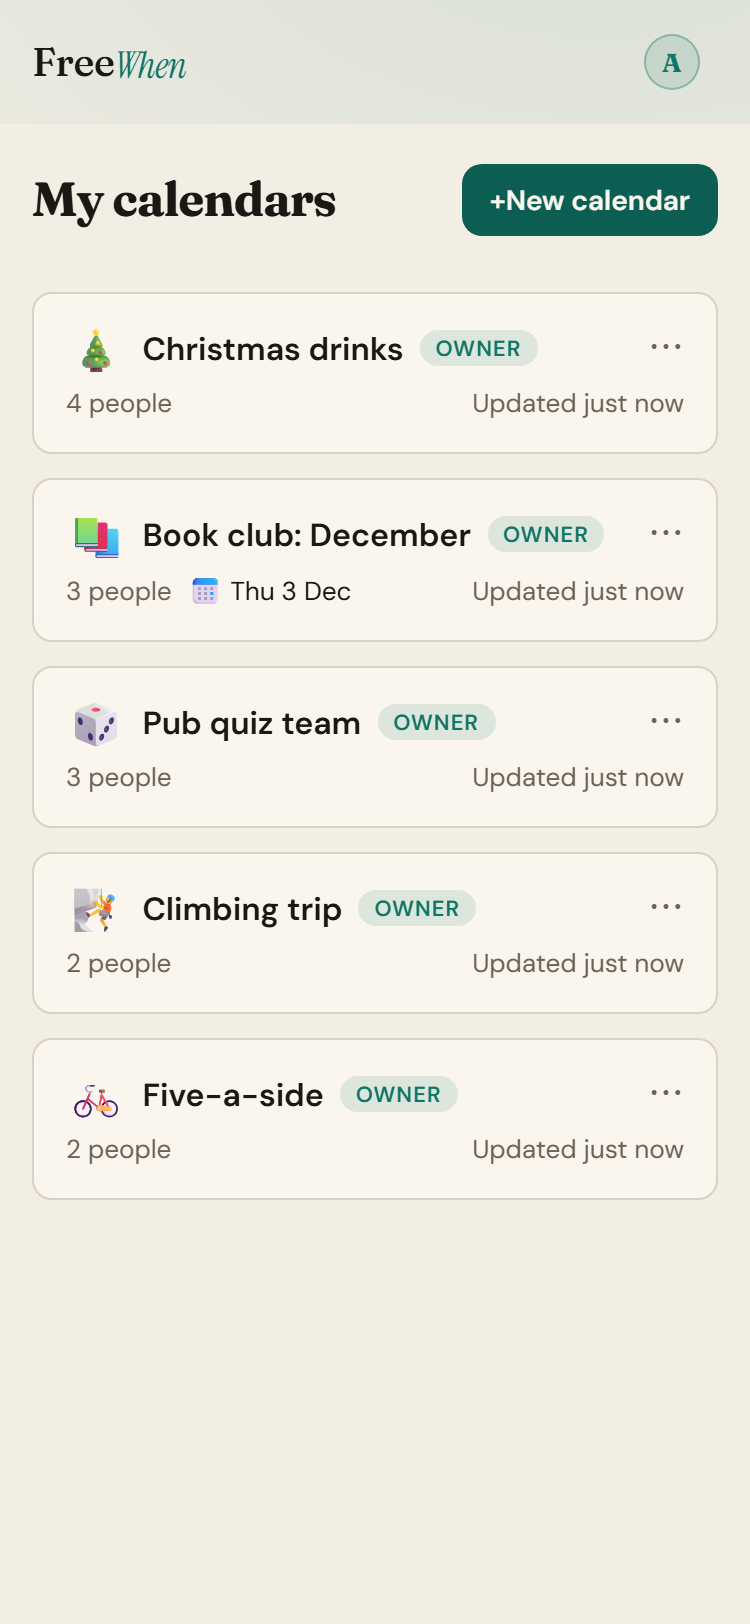 FreeWhen
A
My calendars
+New calendar
Christmas drinks OWNER ...
4 people Updated just now
Book club: December OWNER ...
3 people Thu 3 Dec Updated just now
Pub quiz team OWNER ...
3 people Updated just now
Climbing trip OWNER ...
2 people Updated just now
Five-a-side OWNER ...
2 people Updated just now